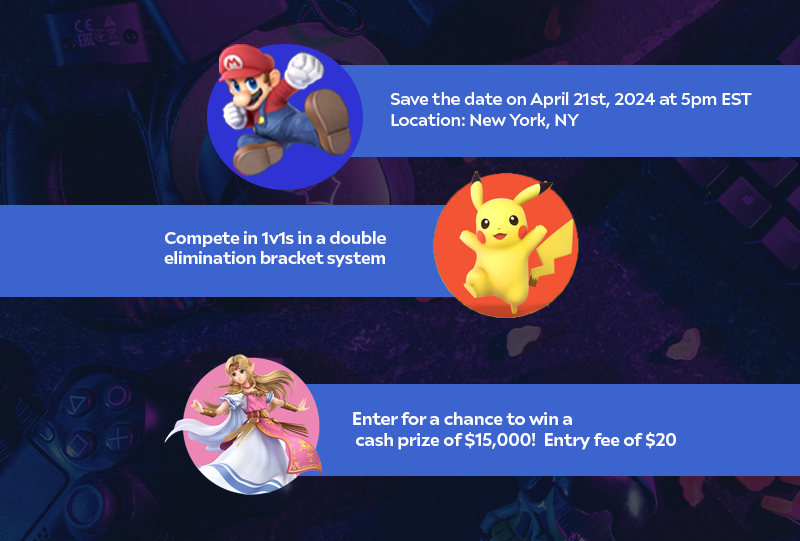 Save the date on April 21st, 2024 at 5pm EST
Location: New York, NY
Compete in 1v1s in a double
elimination bracket system
Enter for a chance to win a
cash prize of $15,000! Entry fee of $20